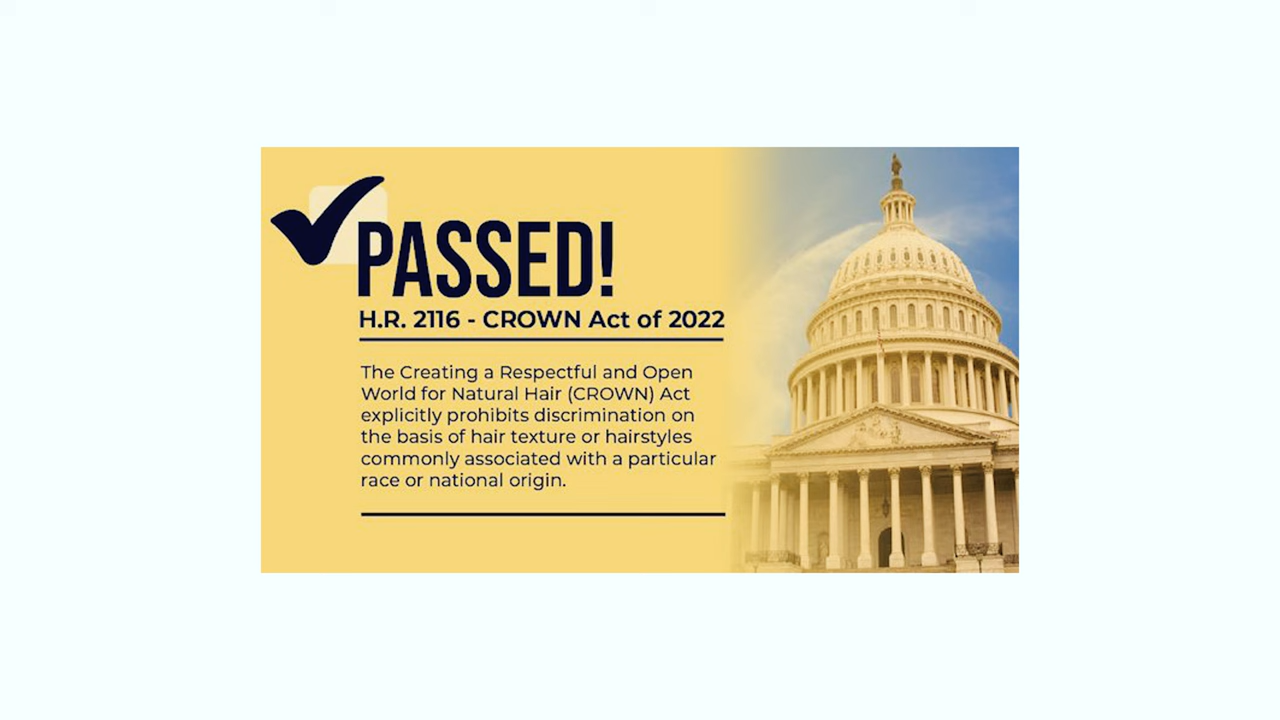 PASSED!
H.R. 2116 - CROWN Act of 2022
The Creating a Respectful and Open
World for Natural Hair (CROWN) Act
explicitly prohibits discrimination on
the basis of hair texture or hairstyles
commonly associated with a particular
race or national origin.